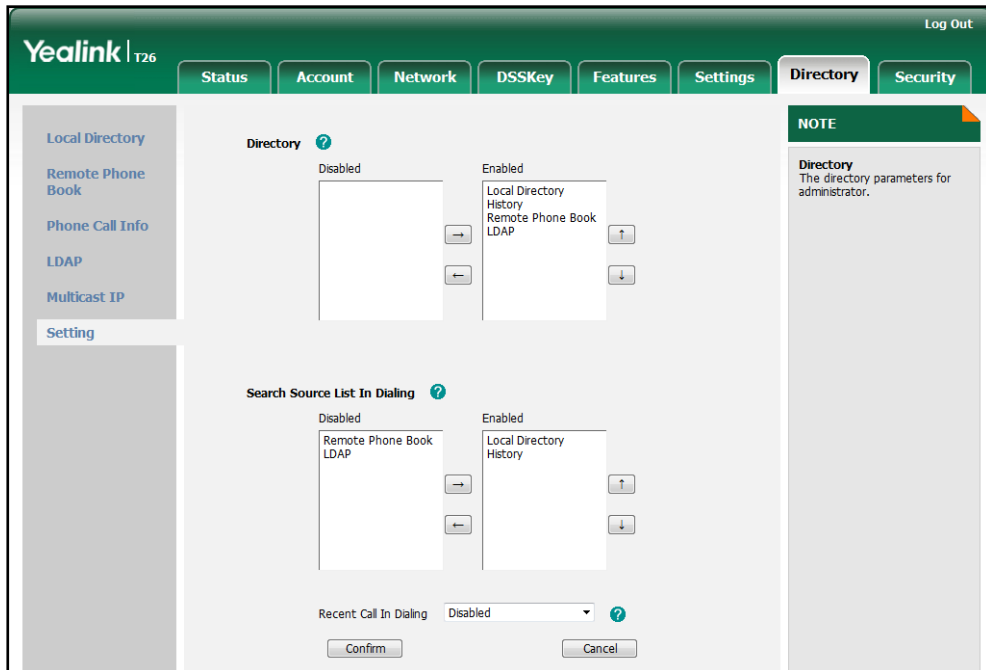 Log Out
Yealink T26
Status Account Network DSSKey Features Settings Directory Security
Local Directory
Remote Phone
Book
Phone Call Info
LDAP
Multicast IP
Setting
Directory ?
Disabled Enabled
Local Directory
History
Remote Phone Book
LDAP
→ ↑
← ↓
Search Source List In Dialing ?
Disabled Enabled
Remote Phone Book Local Directory
LDAP History
→ ↑
← ↓
Recent Call In Dialing Disabled ?
Confirm Cancel
NOTE
Directory
The directory parameters for
administrator.